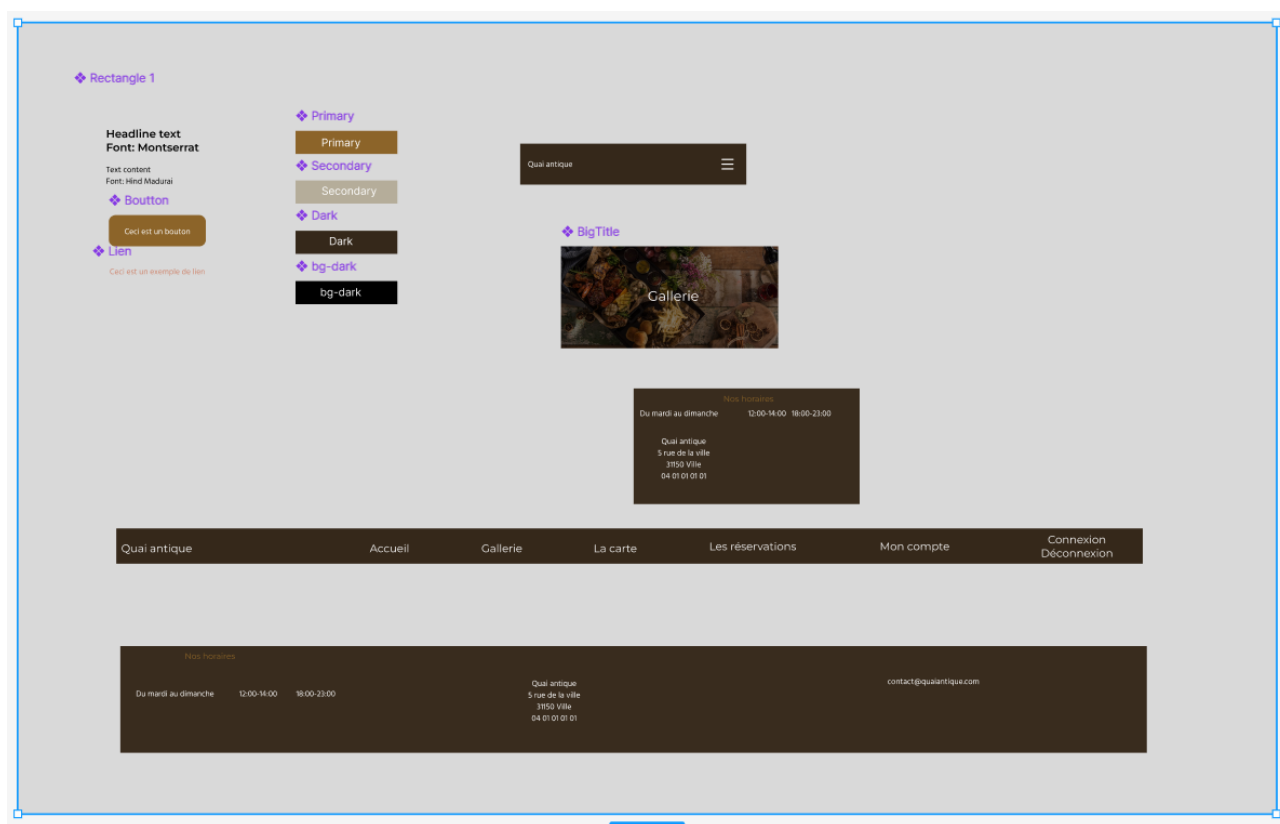 Rectangle 1
Headline text
Font: Montserrat
Text content
Font: Hind Madurai
Boutton
Ceci est un bouton
Lien
Ceci est un exemple de lien
Primary
Primary
Secondary
Secondary
Dark
Dark
bg-dark
bg-dark
Quai antique
BigTitle
Gallerie
Nos horaires
Du mardi au dimanche 12:00-14:00 18:00-23:00
Quai antique
5 rue de la ville
31150 Ville
04 01 01 01 01
Quai antique Accueil Gallerie La carte Les réservations Mon compte Connexion
Déconnexion
Nos horaires
Du mardi au dimanche 12:00-14:00 18:00-23:00
Quai antique
5 rue de la ville
31150 Ville
04 01 01 01 01
contact@quaiantique.com